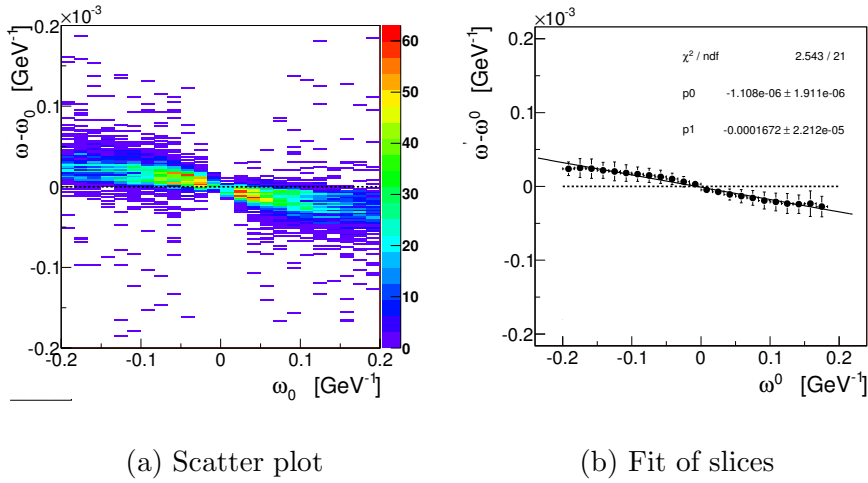 ×10⁻³
ω-ω₀ [GeV⁻¹]
0.2
0.1
0
-0.1
-0.2
-0.2 -0.1 0 0.1 0.2
ω₀ [GeV⁻¹]
60
50
40
30
20
10
0
(a) Scatter plot
×10⁻³
ω'-ω⁰ [GeV⁻¹]
0.2
0.1
0
-0.1
-0.2
χ² / ndf 2.543 / 21
p0 -1.108e-06 ± 1.911e-06
p1 -0.0001672 ± 2.212e-05
-0.2 -0.1 0 0.1 0.2
ω⁰ [GeV⁻¹]
(b) Fit of slices